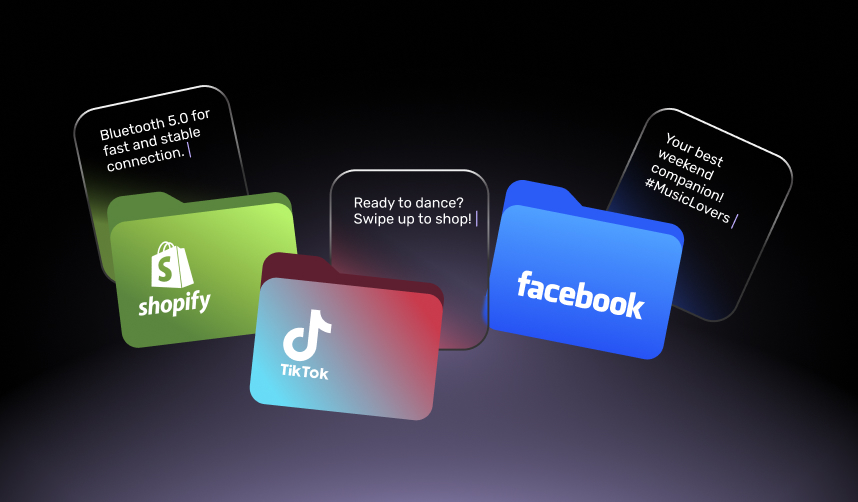 Bluetooth 5.0 for
fast and stable
connection.
shopify
Ready to dance?
Swipe up to shop!
TikTok
Your best
weekend
companion!
#MusicLovers
facebook